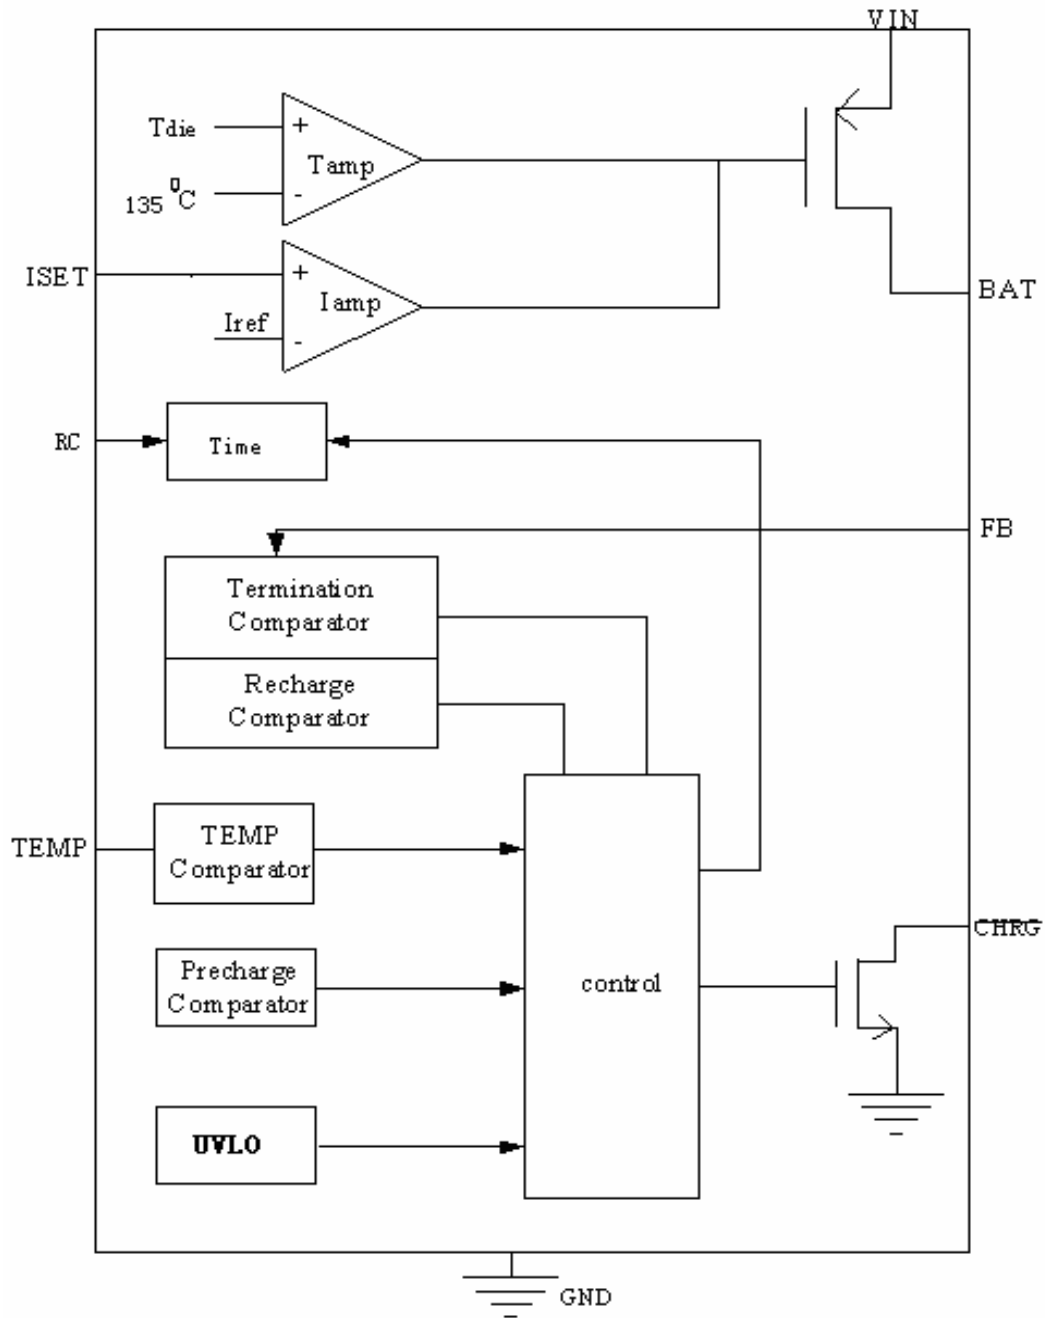 VIN
Tdie
+
Tamp
135 0C
-
ISET
+
Iamp
BAT
Iref
-
RC
Time
FB
Termination
Comparator
Recharge
Comparator
TEMP
TEMP
Comparator
CHRG
Precharge
Comparator
control
UVLO
GND